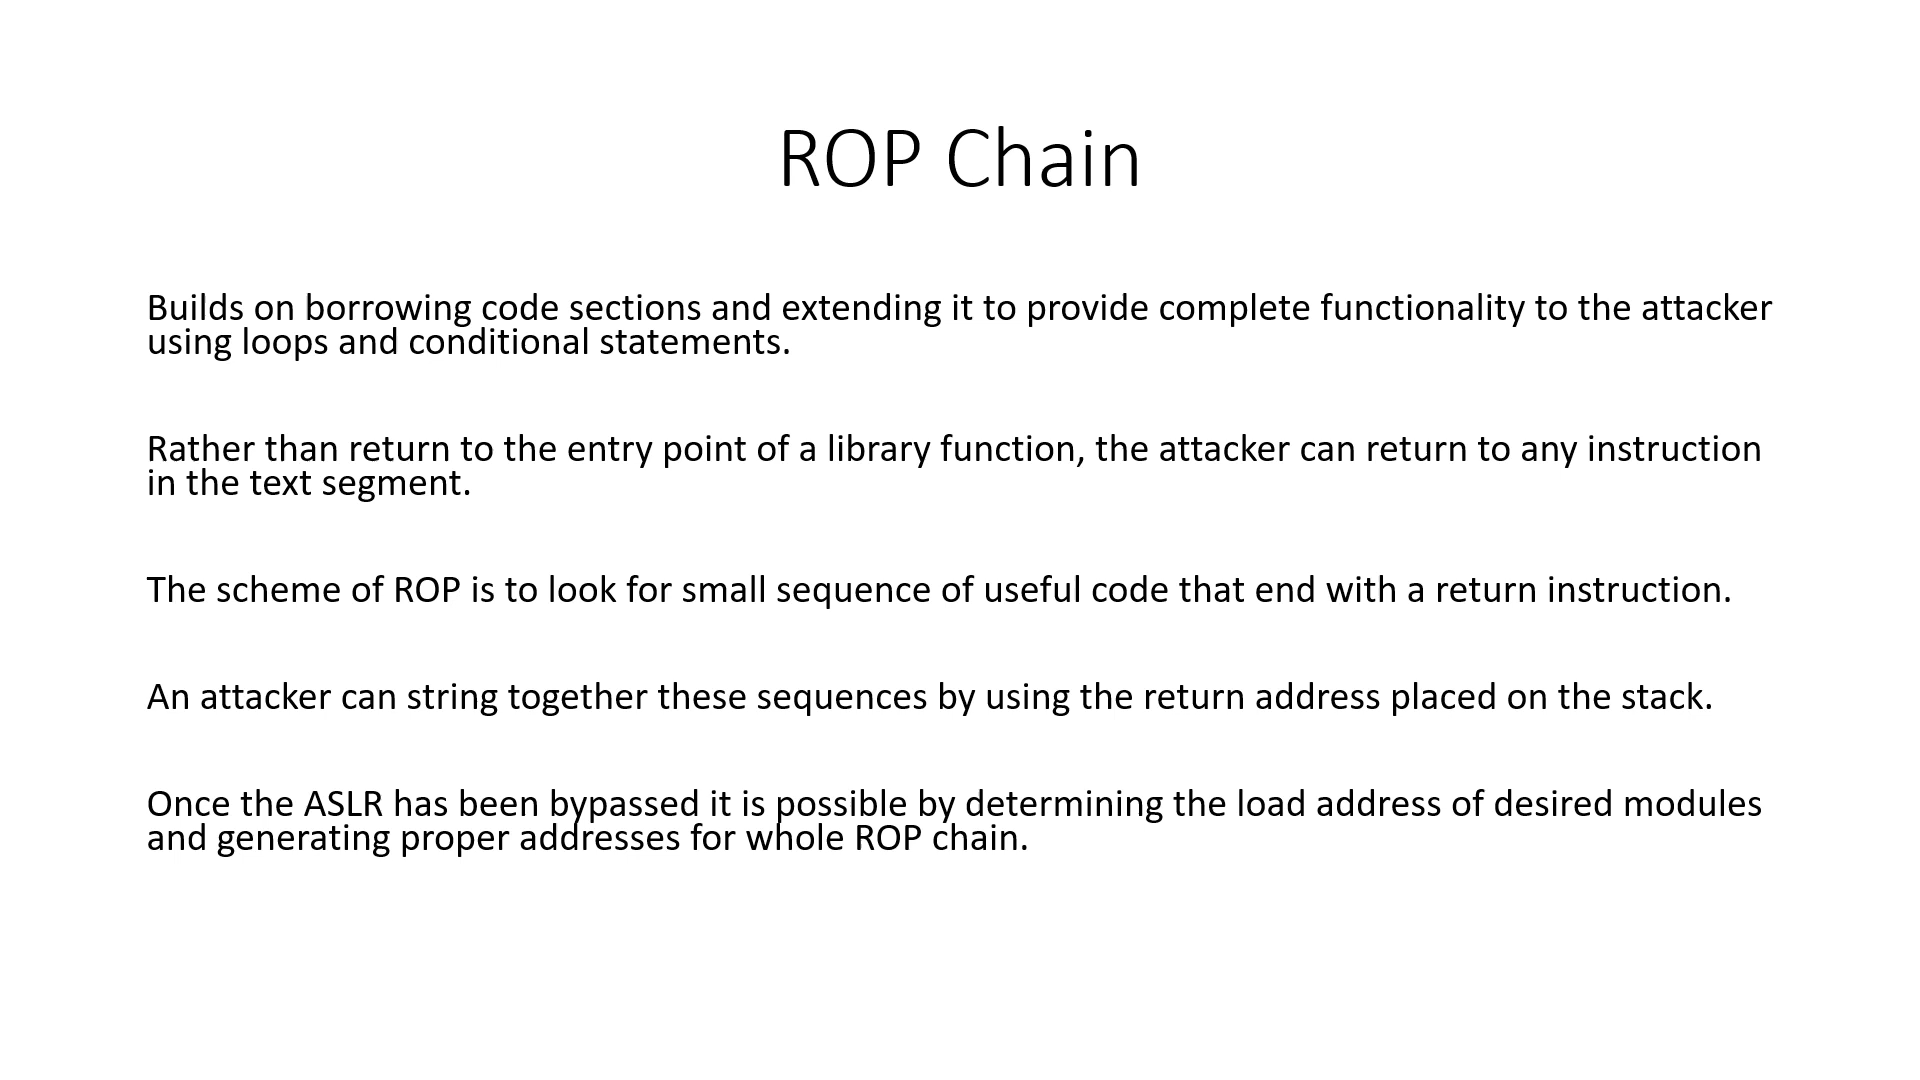 ROP Chain
Builds on borrowing code sections and extending it to provide complete functionality to the attacker
using loops and conditional statements.
Rather than return to the entry point of a library function, the attacker can return to any instruction
in the text segment.
The scheme of ROP is to look for small sequence of useful code that end with a return instruction.
An attacker can string together these sequences by using the return address placed on the stack.
Once the ASLR has been bypassed it is possible by determining the load address of desired modules
and generating proper addresses for whole ROP chain.